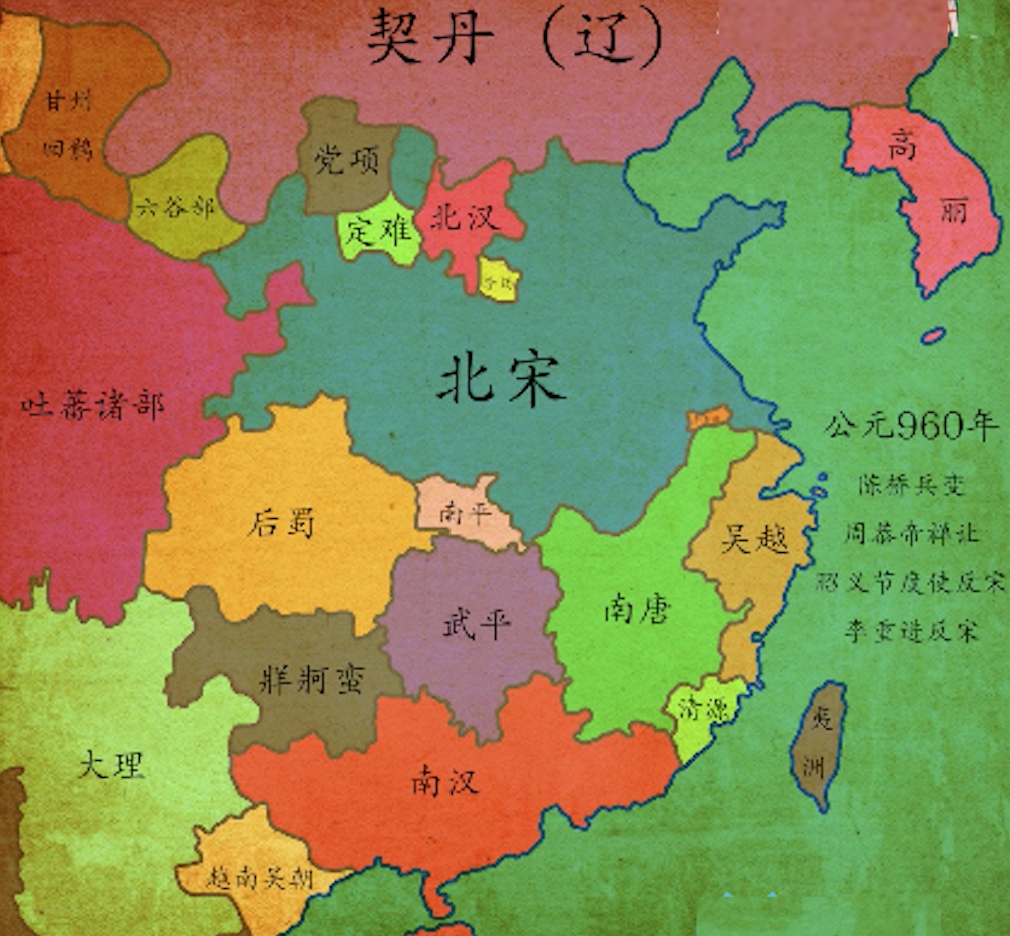 契丹（辽）
甘州
回鹘
党项
高
丽
六谷部
定难
北汉
北宋
吐蕃诸部
公元960年
陈桥兵变
周恭帝禅让
昭义节度使反宋
李重进反宋
后蜀
南平
吴越
武平
南唐
牂牁蛮
清源
夷
洲
大理
南汉
越南吴朝